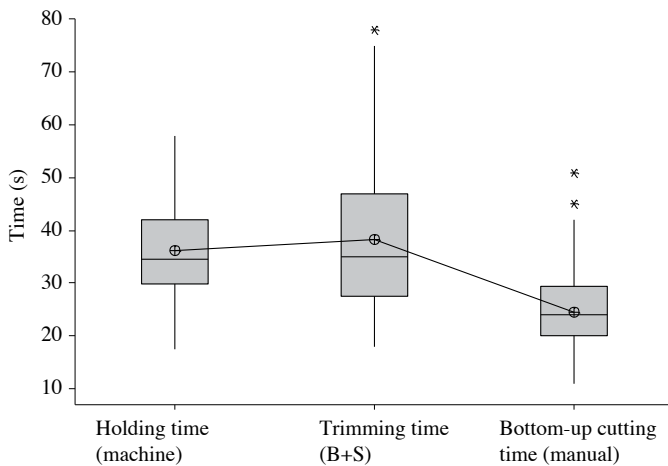 80
70
60
50
40
30
20
10
Time (s)
Holding time
(machine)
Trimming time
(B+S)
Bottom-up cutting
time (manual)